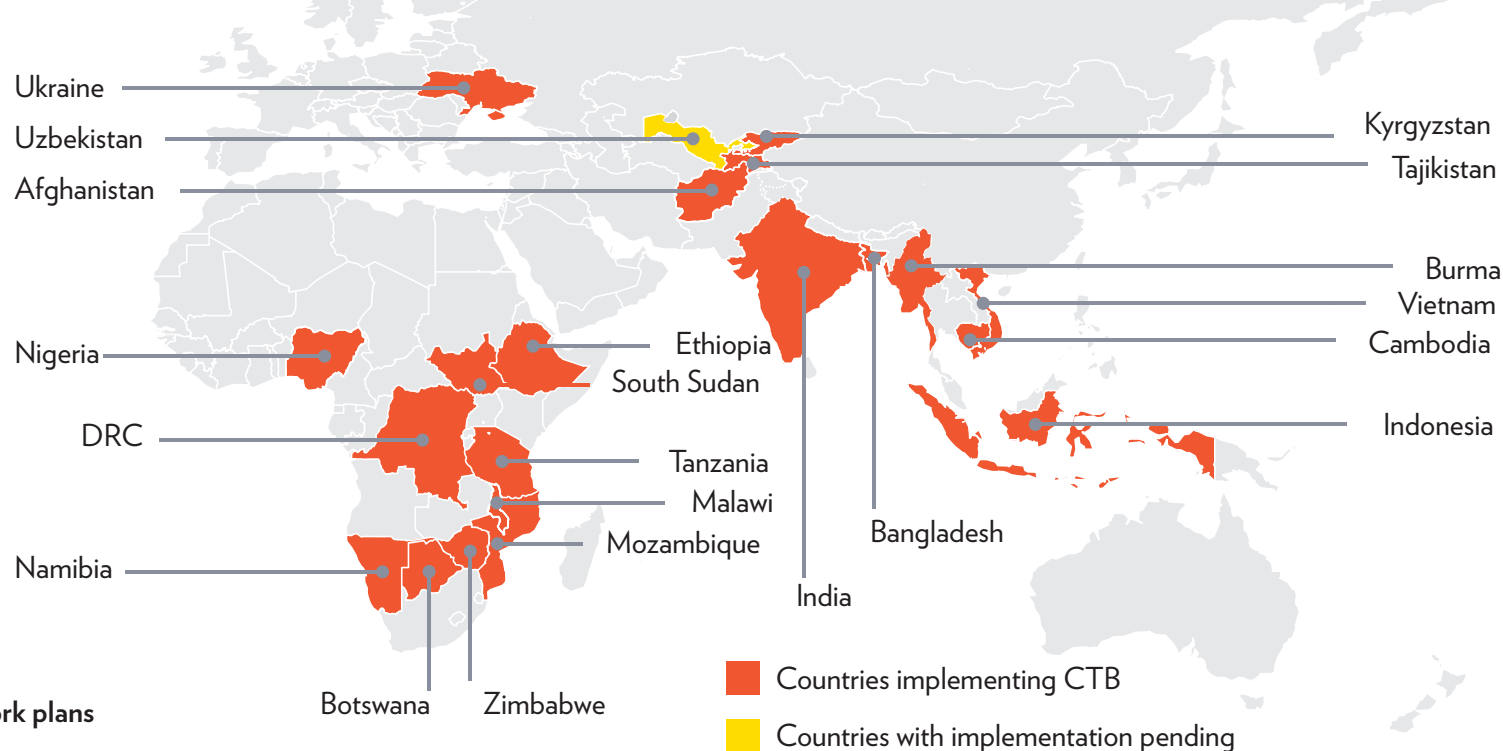 Ukraine
Uzbekistan
Afghanistan
Kyrgyzstan
Tajikistan
Burma
Vietnam
Cambodia
Indonesia
Nigeria
Ethiopia
South Sudan
DRC
Tanzania
Malawi
Mozambique
Bangladesh
Namibia
India
Botswana
Zimbabwe
Countries implementing CTB
Countries with implementation pending
plans